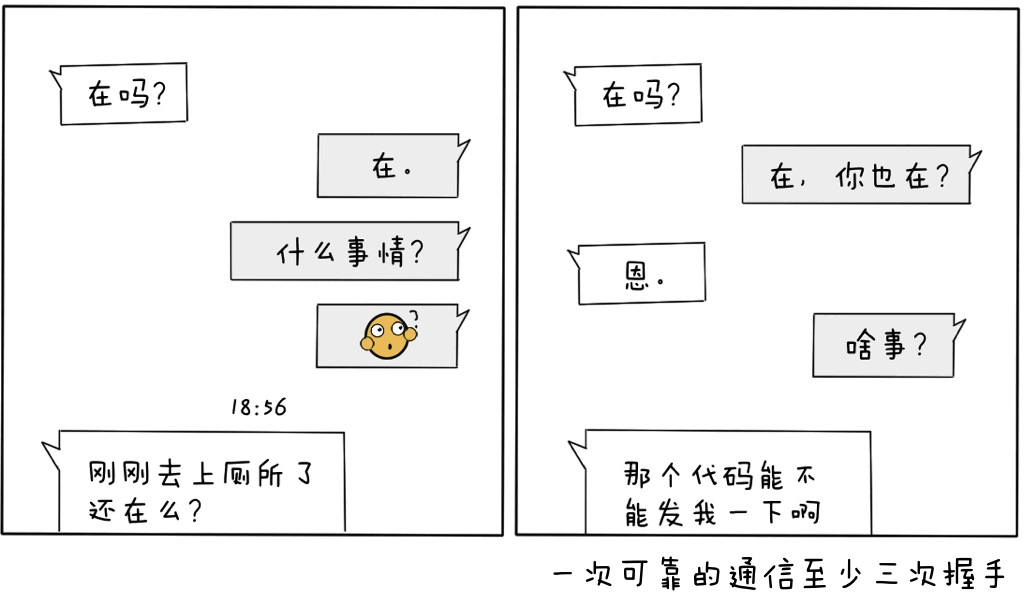 在吗?
在。
什么事情?
?
18:56
刚刚去上厕所了
还在么?
在,你也在?
恩。
啥事?
那个代码能不
能发我一下啊
一次可靠的通信至少三次握手